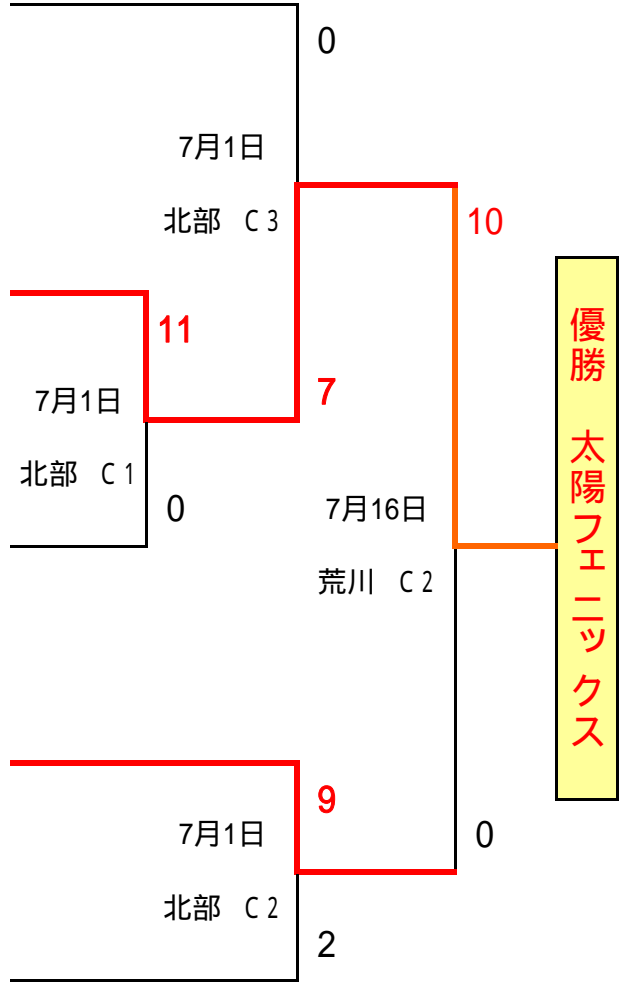 0
7月1日
北部 C3
10
11
7
7月1日
北部 C1
0
7月16日
荒川 C2
優勝 太陽フェニックス
9
7月1日
0
北部 C2
2